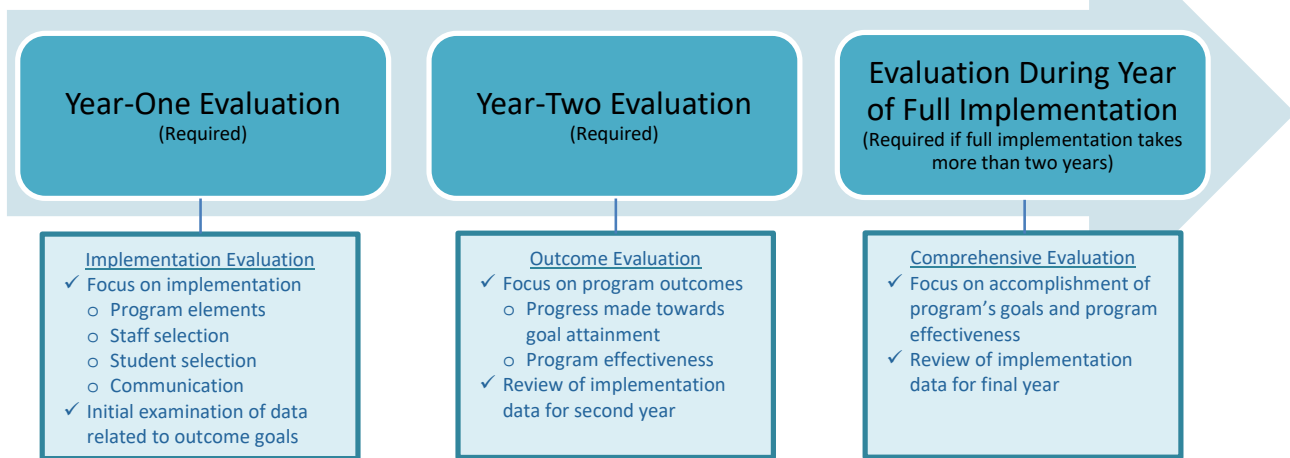 Year-One Evaluation
(Required)
Implementation Evaluation
✓ Focus on implementation
o Program elements
o Staff selection
o Student selection
o Communication
✓ Initial examination of data
related to outcome goals
Year-Two Evaluation
(Required)
Outcome Evaluation
✓ Focus on program outcomes
o Progress made towards
goal attainment
o Program effectiveness
✓ Review of implementation
data for second year
Evaluation During Year
of Full Implementation
(Required if full implementation takes
more than two years)
Comprehensive Evaluation
✓ Focus on accomplishment of
program’s goals and program
effectiveness
✓ Review of implementation
data for final year